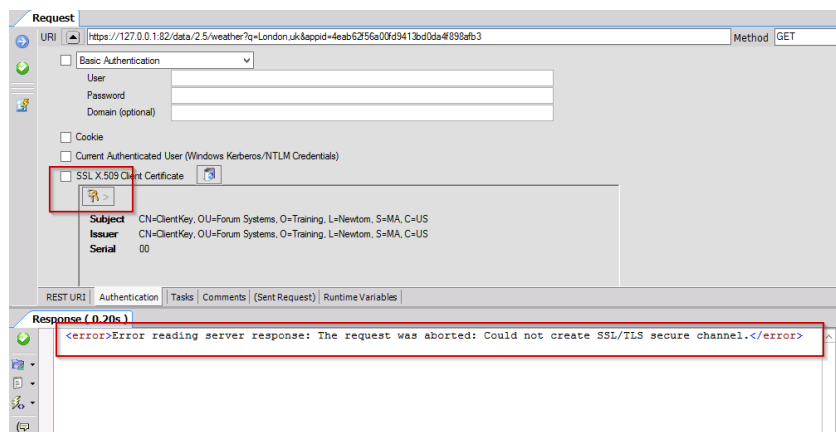 Request
URI https://127.0.0.1:82/data/2.5/weather?q=London,uk&appid=4eab62f56a00fd9413bd0da4f898afb3 Method GET
Basic Authentication
User
Password
Domain (optional)
Cookie
Current Authenticated User (Windows Kerberos/NTLM Credentials)
SSL X.509 Client Certificate
>
Subject CN=ClientKey, OU=Forum Systems, O=Training, L=Newtom, S=MA, C=US
Issuer CN=ClientKey, OU=Forum Systems, O=Training, L=Newtom, S=MA, C=US
Serial 00
REST URI Authentication Tasks Comments (Sent Request) Runtime Variables
Response ( 0.20s )
<error>Error reading server response: The request was aborted: Could not create SSL/TLS secure channel.</error>